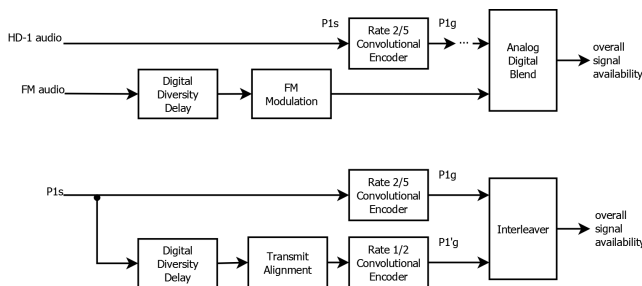 HD-1 audio
P1s
Rate 2/5
Convolutional
Encoder
P1g
...
Analog
Digital
Blend
overall
signal
availability
FM audio
Digital
Diversity
Delay
FM
Modulation
P1s
Rate 2/5
Convolutional
Encoder
P1g
Interleaver
overall
signal
availability
Digital
Diversity
Delay
Transmit
Alignment
Rate 1/2
Convolutional
Encoder
P1'g